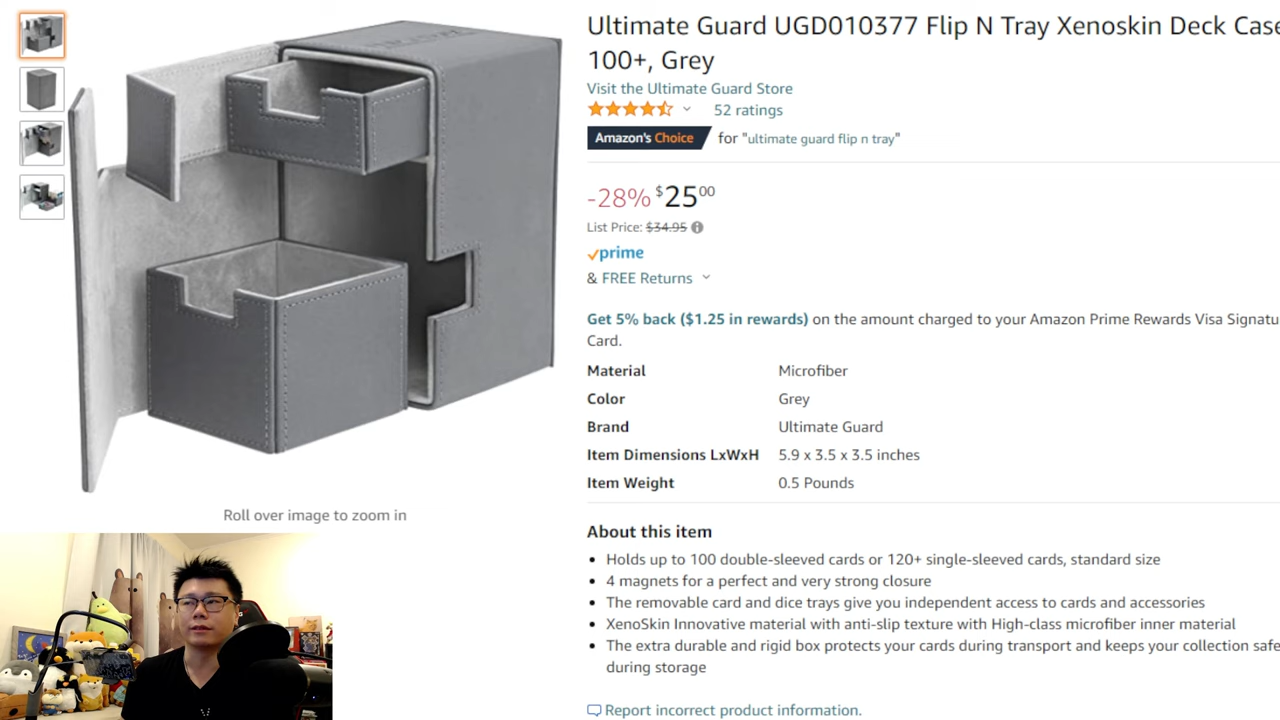 Ultimate Guard UGD010377 Flip N Tray Xenoskin Deck Case
100+, Grey
Visit the Ultimate Guard Store
52 ratings
Amazon's Choice for "ultimate guard flip n tray"
-28% $25 00
List Price: $34.95
prime
& FREE Returns
Get 5% back ($1.25 in rewards) on the amount charged to your Amazon Prime Rewards Visa
Card.
Material Microfiber
Color Grey
Brand Ultimate Guard
Item Dimensions LxWxH 5.9 x 3.5 x 3.5 inches
Item Weight 0.5 Pounds
Roll over image to zoom in
About this item
Holds up to 100 double-sleeved cards or 120+ single-sleeved cards, standard size
4 magnets for a perfect and very strong closure
The removable card and dice trays give you independent access to cards and accessories
XenoSkin Innovative material with anti-slip texture with High-class microfiber inner material
The extra durable and rigid box protects your cards during transport and keeps your collection safe
during storage
Report incorrect product information.